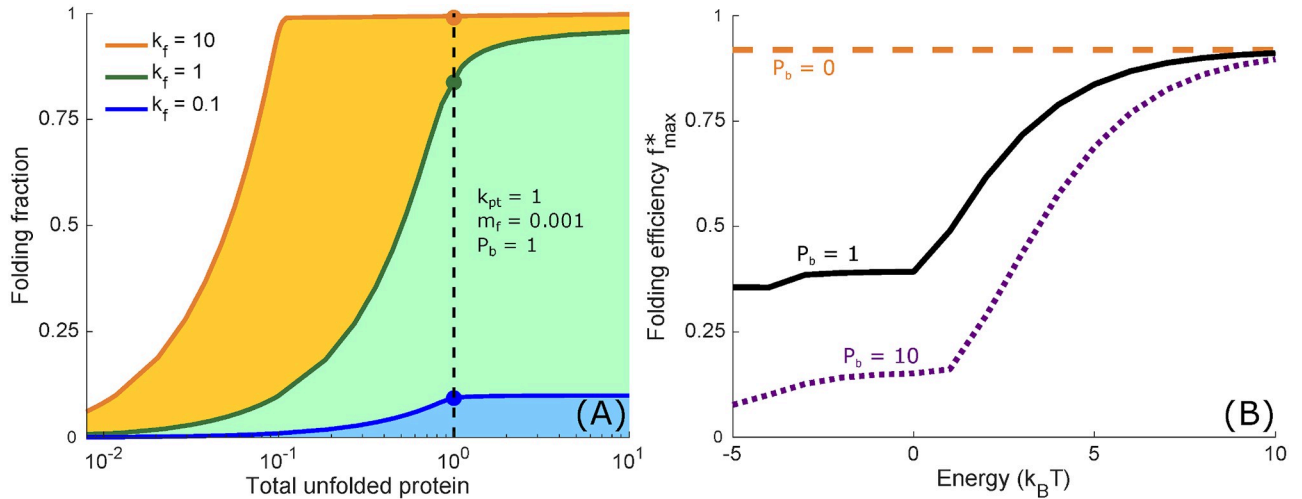 1
0.75
0.5
0.25
0
Folding fraction
k_f = 10
k_f = 1
k_f = 0.1
k_pt = 1
m_f = 0.001
P_b = 1
(A)
10^-2
10^-1
10^0
10^1
Total unfolded protein
1
0.75
0.5
0.25
0
Folding efficiency f*_max
P_b = 0
P_b = 1
P_b = 10
(B)
-5
0
5
10
Energy (k_BT)